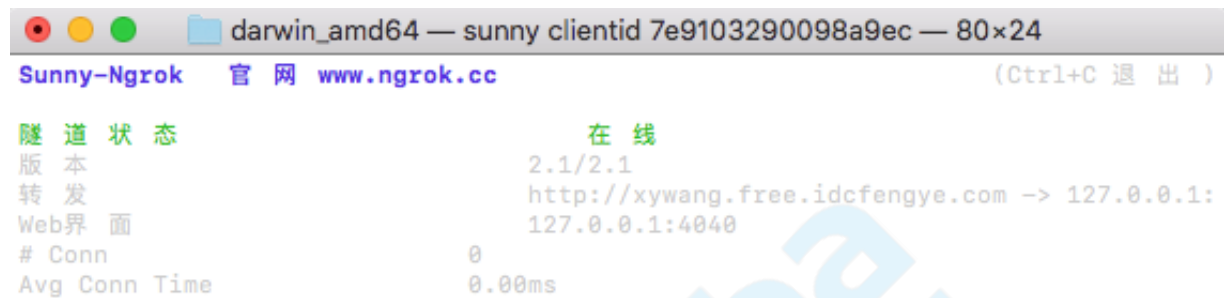 darwin_amd64 — sunny clientid 7e9103290098a9ec — 80×24
Sunny-Ngrok 官 网 www.ngrok.cc (Ctrl+C 退 出 )
隧 道 状 态 在 线
版 本 2.1/2.1
转 发 http://xywang.free.idcfengye.com -> 127.0.0.1:
Web界 面 127.0.0.1:4040
# Conn 0
Avg Conn Time 0.00ms